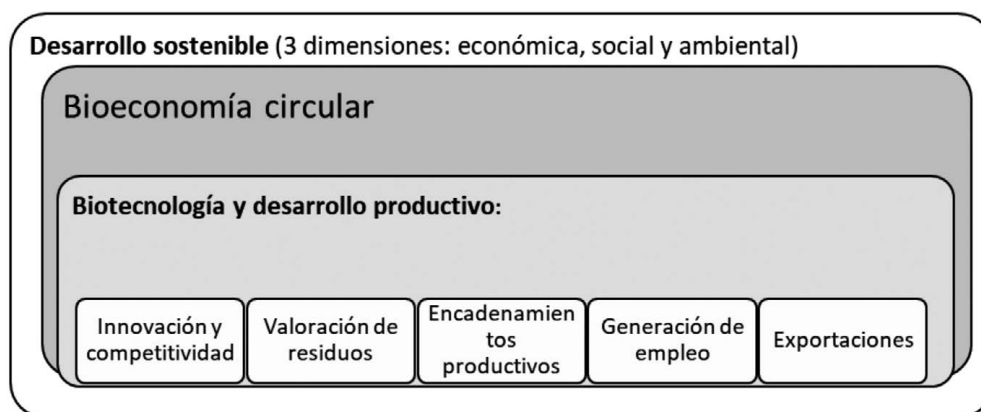 Desarrollo sostenible (3 dimensiones: económica, social y ambiental)
Bioeconomía circular
Biotecnología y desarrollo productivo:
Innovación y
competitividad
Valoración de
residuos
Encadenamien
tos
productivos
Generación de
empleo
Exportaciones